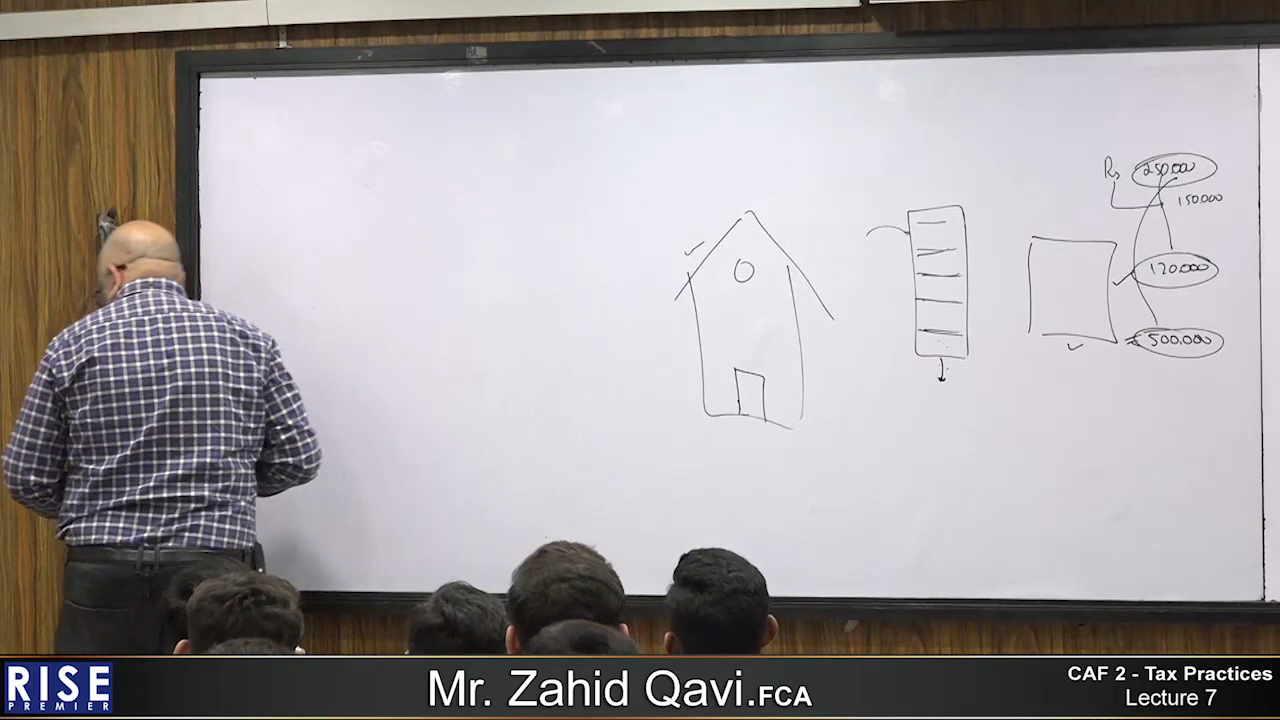 Rs 250,000
150,000
120,000
500,000
RISE
PREMIER
Mr. Zahid Qavi.FCA
CAF 2 - Tax Practices
Lecture 7